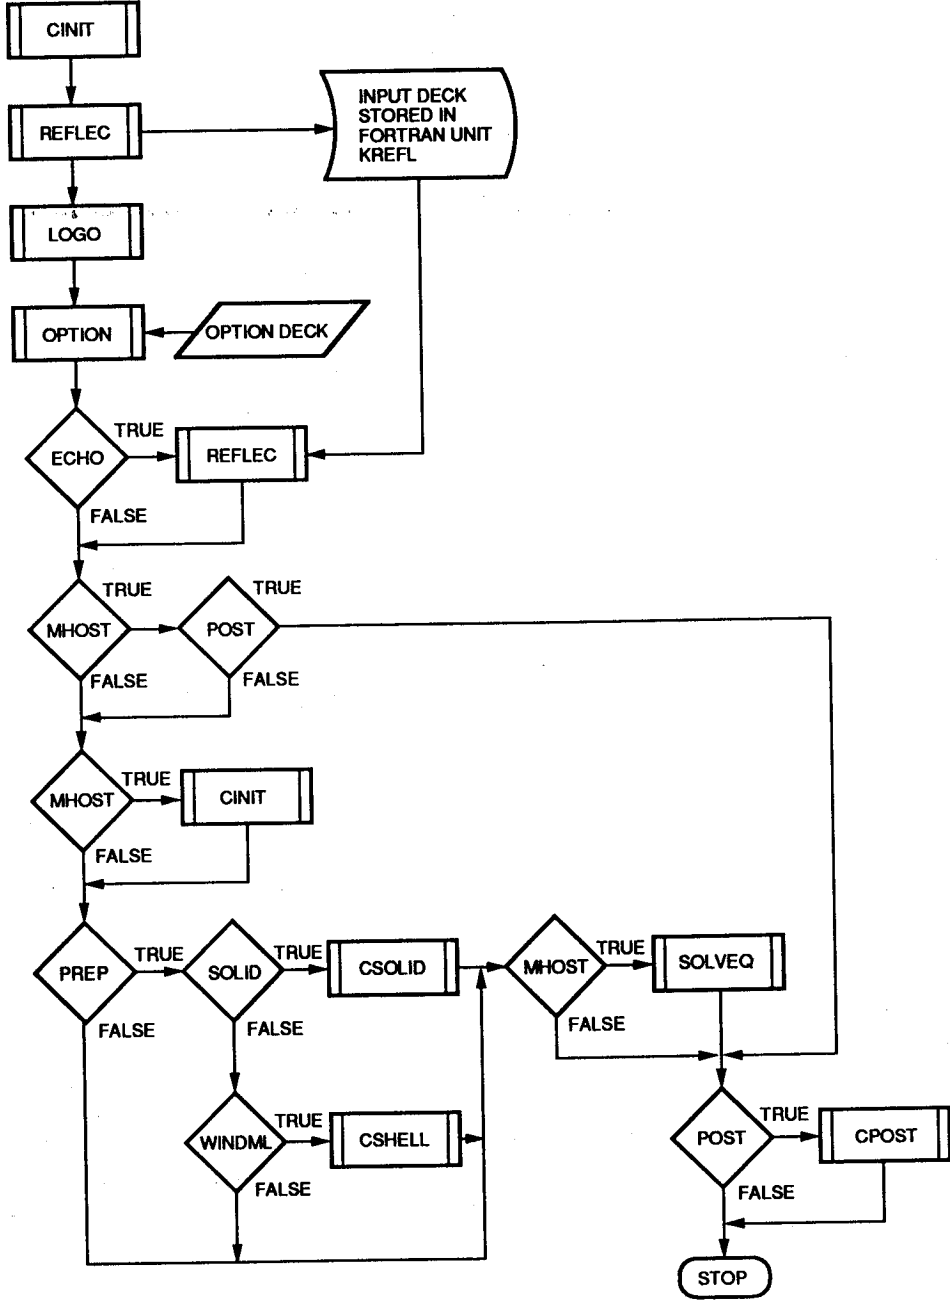 CINIT
REFLEC
INPUT DECK
STORED IN
FORTRAN UNIT
KREFL
LOGO
OPTION
OPTION DECK
ECHO
TRUE
REFLEC
FALSE
MHOST
TRUE
POST
TRUE
FALSE
FALSE
MHOST
TRUE
CINIT
FALSE
PREP
TRUE
SOLID
TRUE
CSOLID
MHOST
TRUE
SOLVEQ
FALSE
FALSE
FALSE
WINDML
TRUE
CSHELL
FALSE
POST
TRUE
CPOST
FALSE
STOP